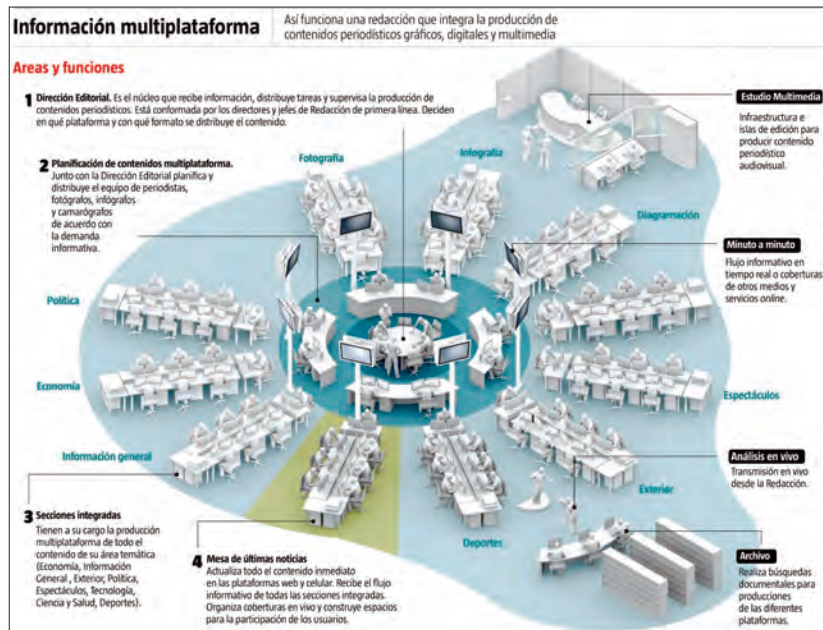 Información multiplataforma
Así funciona una redacción que integra la producción de
contenidos periodísticos gráficos, digitales y multimedia
Areas y funciones
1 Dirección Editorial. Es el núcleo que recibe información, distribuye tareas y supervisa la producción de
contenidos periodísticos. Está conformada por los directores y jefes de Redacción de primera línea. Deciden
en qué plataforma y con qué formato se distribuye el contenido.
2 Planificación de contenidos multiplataforma.
Junto con la Dirección Editorial planifica y
distribuye el equipo de periodistas,
fotógrafos, infógrafos
y camarógrafos
de acuerdo con
la demanda
informativa.
Fotografía
Infografía
Diagramación
Política
Economía
Información general
Espectáculos
Exterior
Deportes
Estudio Multimedia
Infraestructura e
islas de edición para
producir contenido
periodístico
audiovisual.
Minuto a minuto
Flujo informativo en
tiempo real o coberturas
de otros medios y
servicios online.
Análisis en vivo
Transmisión en vivo
desde la Redacción.
Archivo
Realiza búsquedas
documentales para
producciones
de las diferentes
plataformas.
3 Secciones integradas
Tienen a su cargo la producción
multiplataforma de todo el
contenido de su área temática
(Economía, Información
General , Exterior, Política,
Espectáculos, Tecnología,
Ciencia y Salud, Deportes).
4 Mesa de últimas noticias
Actualiza todo el contenido inmediato
en las plataformas web y celular. Recibe el flujo
informativo de todas las secciones integradas.
Organiza coberturas en vivo y construye espacios
para la participación de los usuarios.